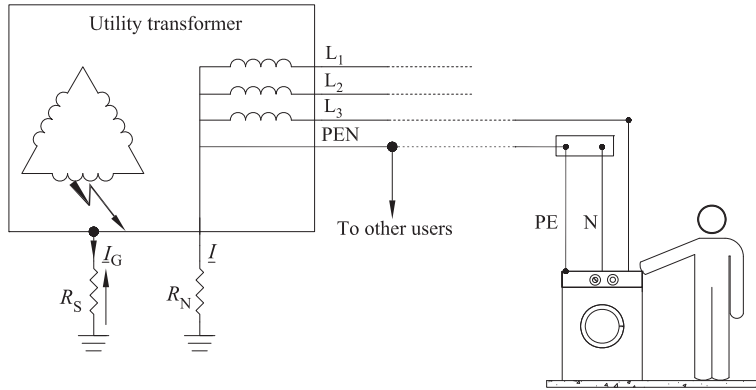 Utility transformer
L1
L2
L3
PEN
To other users
PE N
IG
I
RS
RN